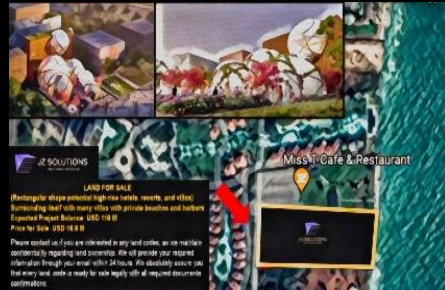 JZ SOLUTIONS
LAND FOR SALE
(Rectangular shape potential high-rise hotels, resorts, and villas)
Surrounding itself with many villas with private beaches and harbors
Expected Project Balance USD 110 M
Price for Sale USD 16.8 M
Please contact us if you are interested in any land codes, as we maintain
confidentiality regarding land ownership. We will provide your required
information through your email within 24 hours. We absolutely assure you
that every land code is ready for sale legally with all required documents
confirmations
Miss T Cafe & Restaurant